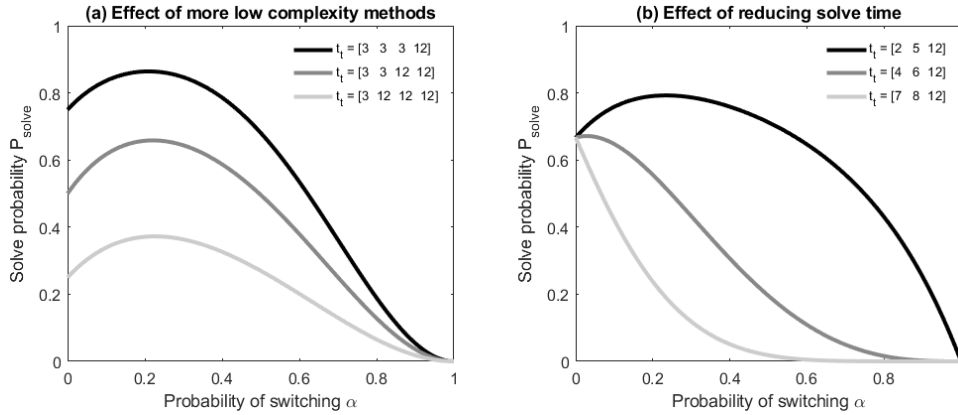 (a) Effect of more low complexity methods
1
0.8
0.6
0.4
0.2
0
Solve probability P_solve
t_t = [3 3 3 12]
t_t = [3 3 12 12]
t_t = [3 12 12 12]
0 0.2 0.4 0.6 0.8 1
Probability of switching α
(b) Effect of reducing solve time
1
0.8
0.6
0.4
0.2
0
Solve probability P_solve
t_t = [2 5 12]
t_t = [4 6 12]
t_t = [7 8 12]
0 0.2 0.4 0.6 0.8
Probability of switching α